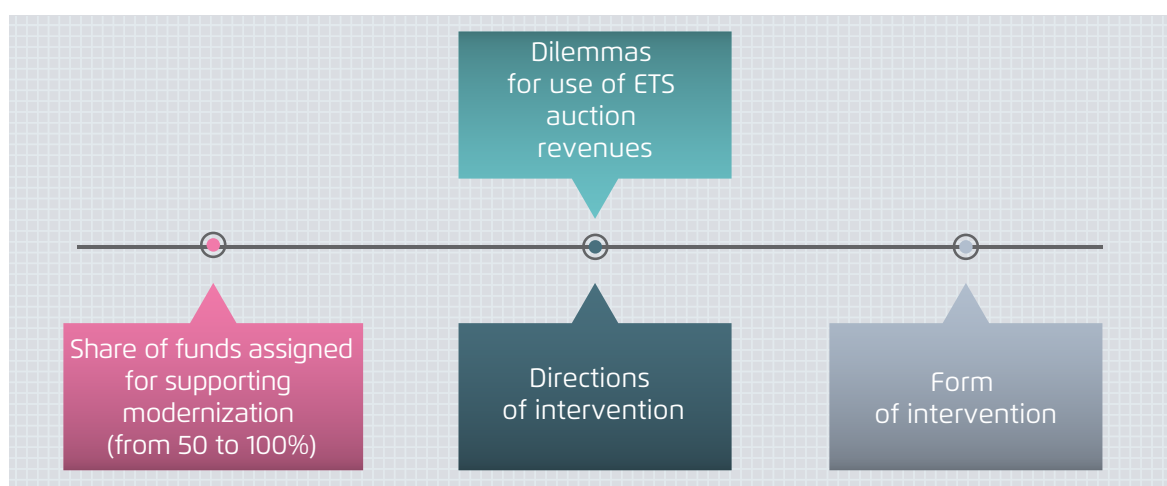 Dilemmas
for use of ETS
auction
revenues
Share of funds assigned
for supporting
modernization
(from 50 to 100%)
Directions
of intervention
Form
of intervention